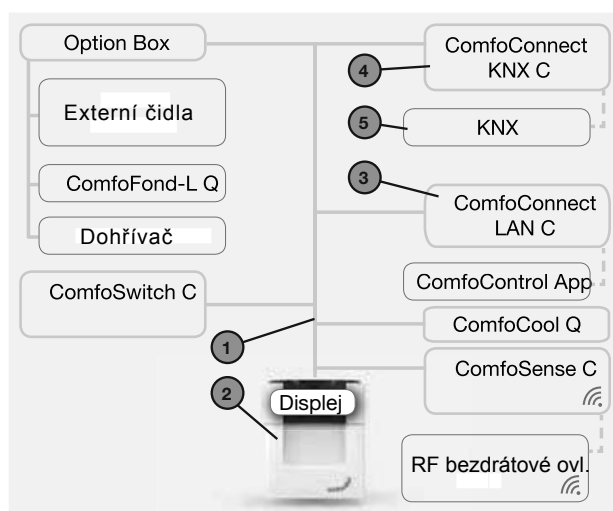 Option Box
Externí čidla
ComfoFond-L Q
Dohřívač
ComfoSwitch C
ComfoConnect
KNX C
4
5
KNX
3
ComfoConnect
LAN C
ComfoControl App
ComfoCool Q
ComfoSense C
1
2
Displej
RF bezdrátové ovl.